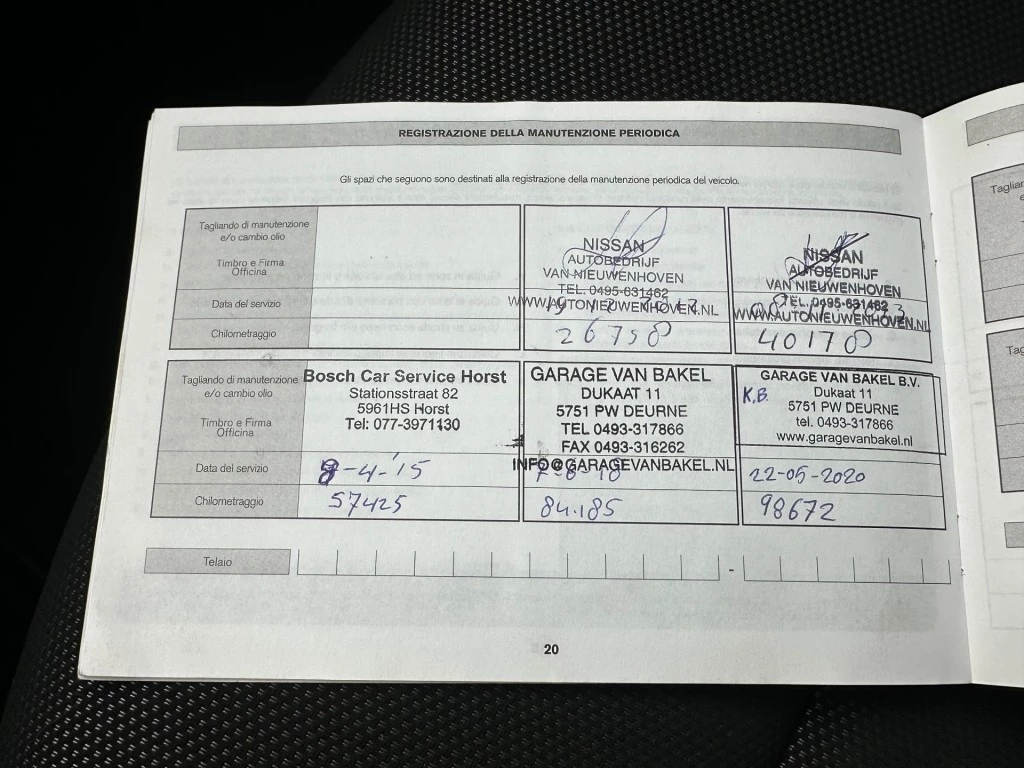 REGISTRAZIONE DELLA MANUTENZIONE PERIODICA
Gli spazi che seguono sono destinati alla registrazione della manutenzione periodica del veicolo.
Tagliando di manutenzione
e/o cambio olio
Timbro e Firma
Officina
Data del servizio
Chilometraggio
NISSAN
AUTOBEDRIJF
VAN NIEUWENHOVEN
TEL. 0495-631462
WWW.AUTONIEUWENHOVEN.NL
26758
NISSAN
AUTOBEDRIJF
VAN NIEUWENHOVEN
TEL. 0495-631462
WWW.AUTONIEUWENHOVEN.NL
40178
Tagliando di manutenzione
e/o cambio olio
Timbro e Firma
Officina
Data del servizio
Chilometraggio
Bosch Car Service Horst
Stationsstraat 82
5961HS Horst
Tel: 077-3971130
8-4-'15
57425
GARAGE VAN BAKEL
DUKAAT 11
5751 PW DEURNE
TEL 0493-317866
FAX 0493-316262
INFO@GARAGEVANBAKEL.NL
84.185
GARAGE VAN BAKEL B.V.
K.B.
Dukaat 11
5751 PW DEURNE
tel. 0493-317866
www.garagevanbakel.nl
22-05-2020
98672
Telaio
-
20